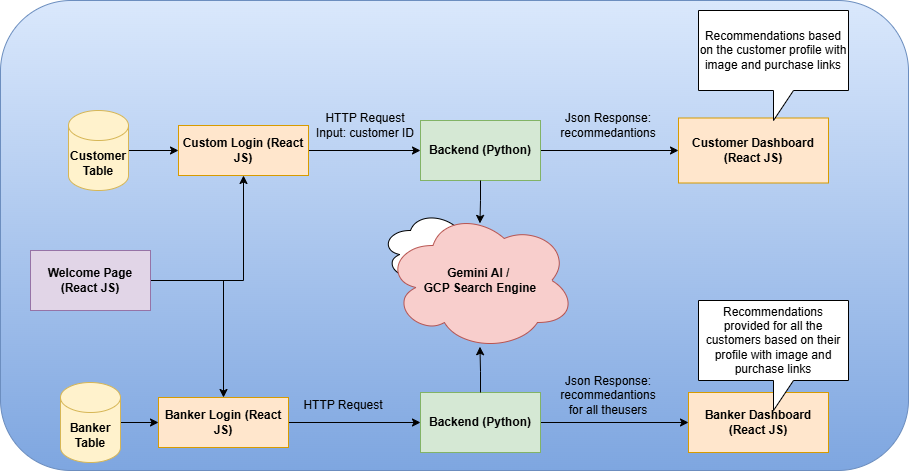 Recommendations based
on the customer profile with
image and purchase links
HTTP Request
Input: customer ID
Json Response:
recommedantions
Customer
Table
Custom Login (React
JS)
Backend (Python)
Customer Dashboard
(React JS)
Welcome Page
(React JS)
Gemini AI /
GCP Search Engine
Recommendations
provided for all the
customers based on their
profile with image and
purchase links
Json Response:
recommedantions
for all theusers
HTTP Request
Banker
Table
Banker Login (React
JS)
Backend (Python)
Banker Dashboard
(React JS)